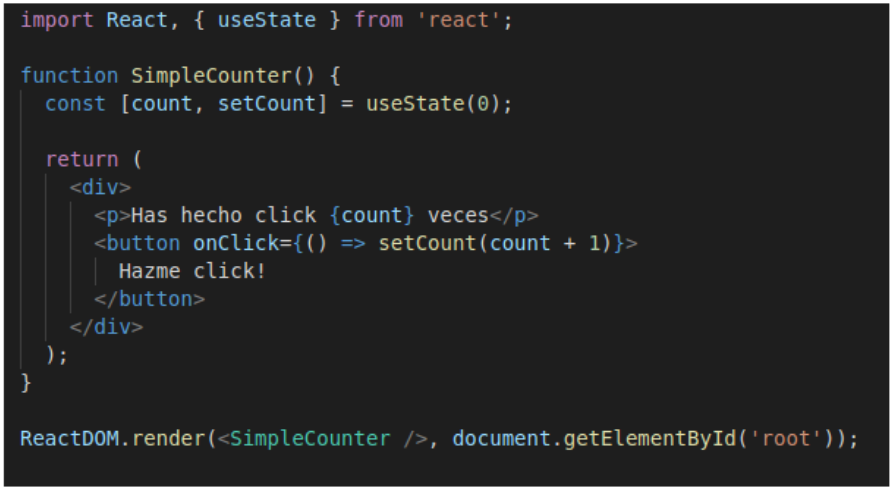 import React, { useState } from 'react';
function SimpleCounter() {
const [count, setCount] = useState(0);
return (
<div>
<p>Has hecho click {count} veces</p>
<button onClick={() => setCount(count + 1)}>
Hazme click!
</button>
</div>
);
}
ReactDOM.render(<SimpleCounter />, document.getElementById('root'));